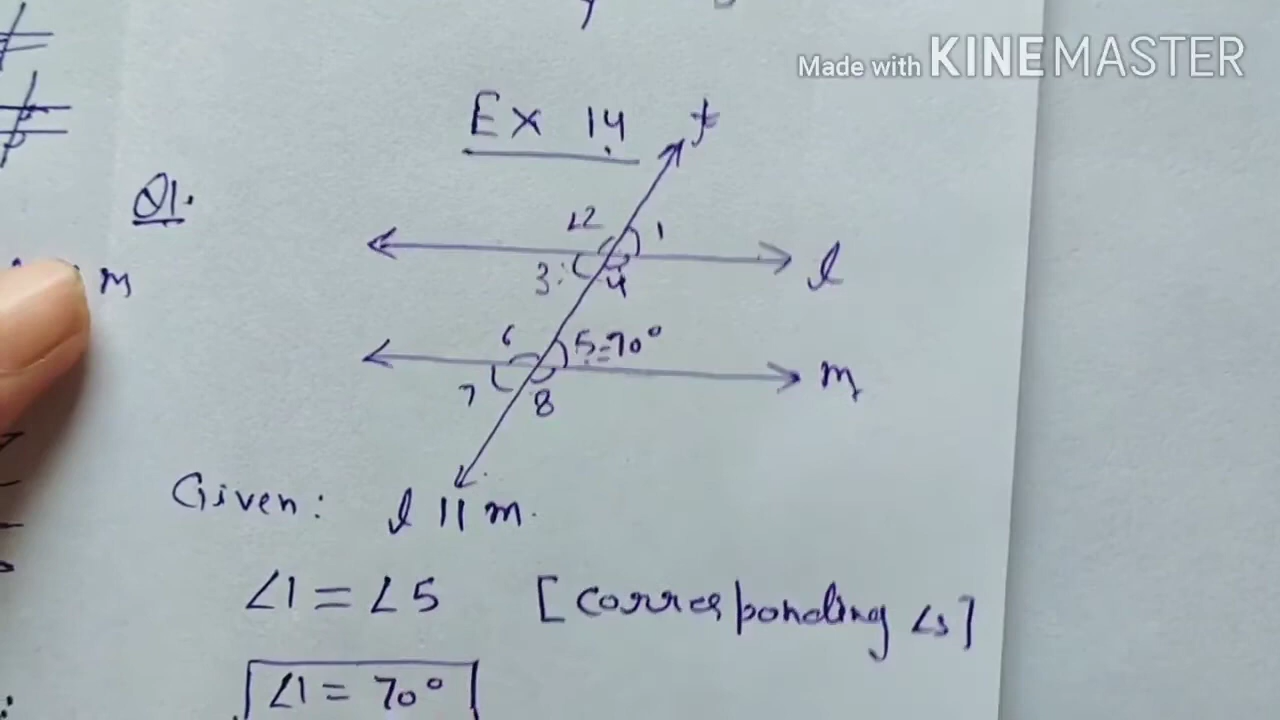 Made with KINEMASTER
Ex 14
t
Q1.
∠2 1
l
3 4
m
6 5=70°
m
7 8
Given: l || m.
∠1 = ∠5 [corresponding ∠s]
∠1 = 70°